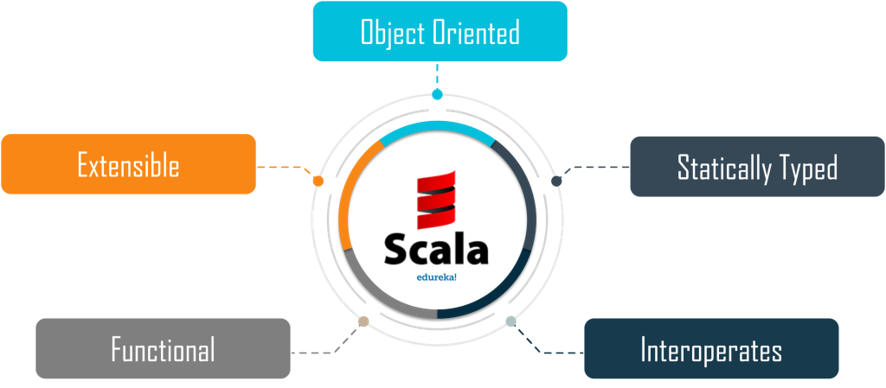 Object Oriented
Extensible
Statically Typed
Scala
edureka!
Functional
Interoperates